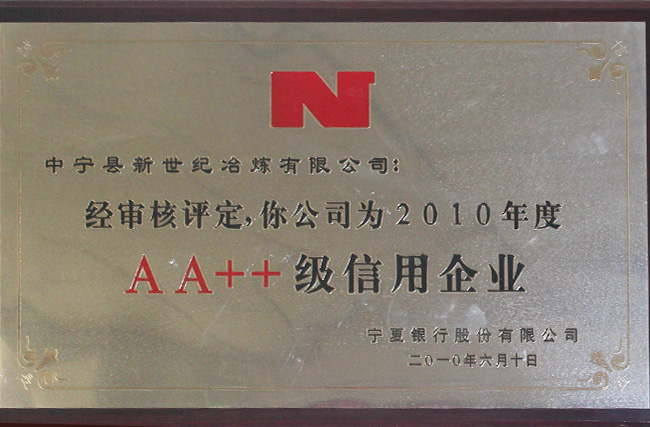 中宁县新世纪冶炼有限公司：
经审核评定，你公司为2010年度
AA++级信用企业
宁夏银行股份有限公司
二〇一〇年六月十日